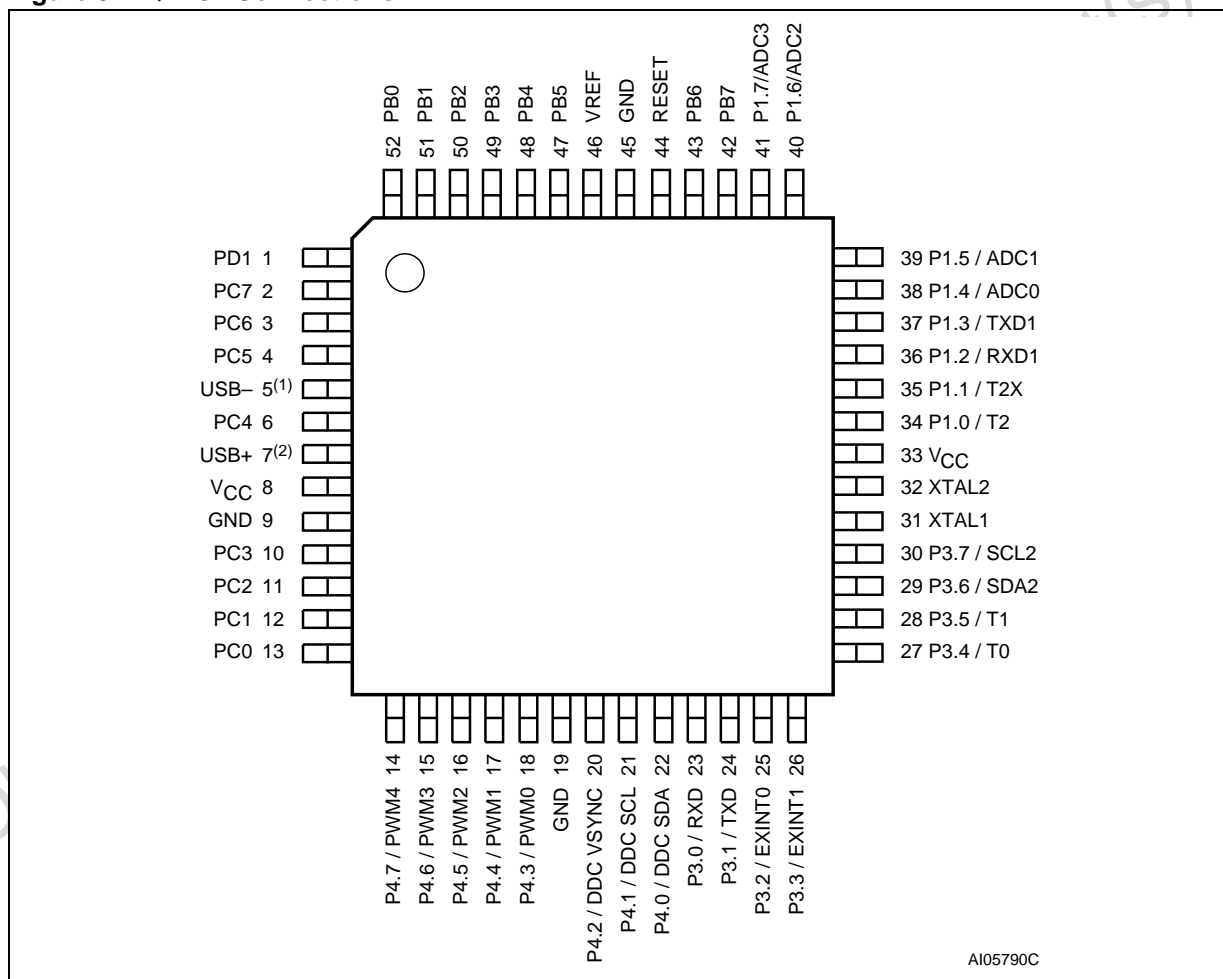 52 PB0
51 PB1
50 PB2
49 PB3
48 PB4
47 PB5
46 VREF
45 GND
44 RESET
43 PB6
42 PB7
41 P1.7/ADC3
40 P1.6/ADC2
PD1 1
PC7 2
PC6 3
PC5 4
USB– 5(1)
PC4 6
USB+ 7(2)
VCC 8
GND 9
PC3 10
PC2 11
PC1 12
PC0 13
39 P1.5 / ADC1
38 P1.4 / ADC0
37 P1.3 / TXD1
36 P1.2 / RXD1
35 P1.1 / T2X
34 P1.0 / T2
33 VCC
32 XTAL2
31 XTAL1
30 P3.7 / SCL2
29 P3.6 / SDA2
28 P3.5 / T1
27 P3.4 / T0
P4.7 / PWM4 14
P4.6 / PWM3 15
P4.5 / PWM2 16
P4.4 / PWM1 17
P4.3 / PWM0 18
GND 19
P4.2 / DDC VSYNC 20
P4.1 / DDC SCL 21
P4.0 / DDC SDA 22
P3.0 / RXD 23
P3.1 / TXD 24
P3.2 / EXINT0 25
P3.3 / EXINT1 26
AI05790C